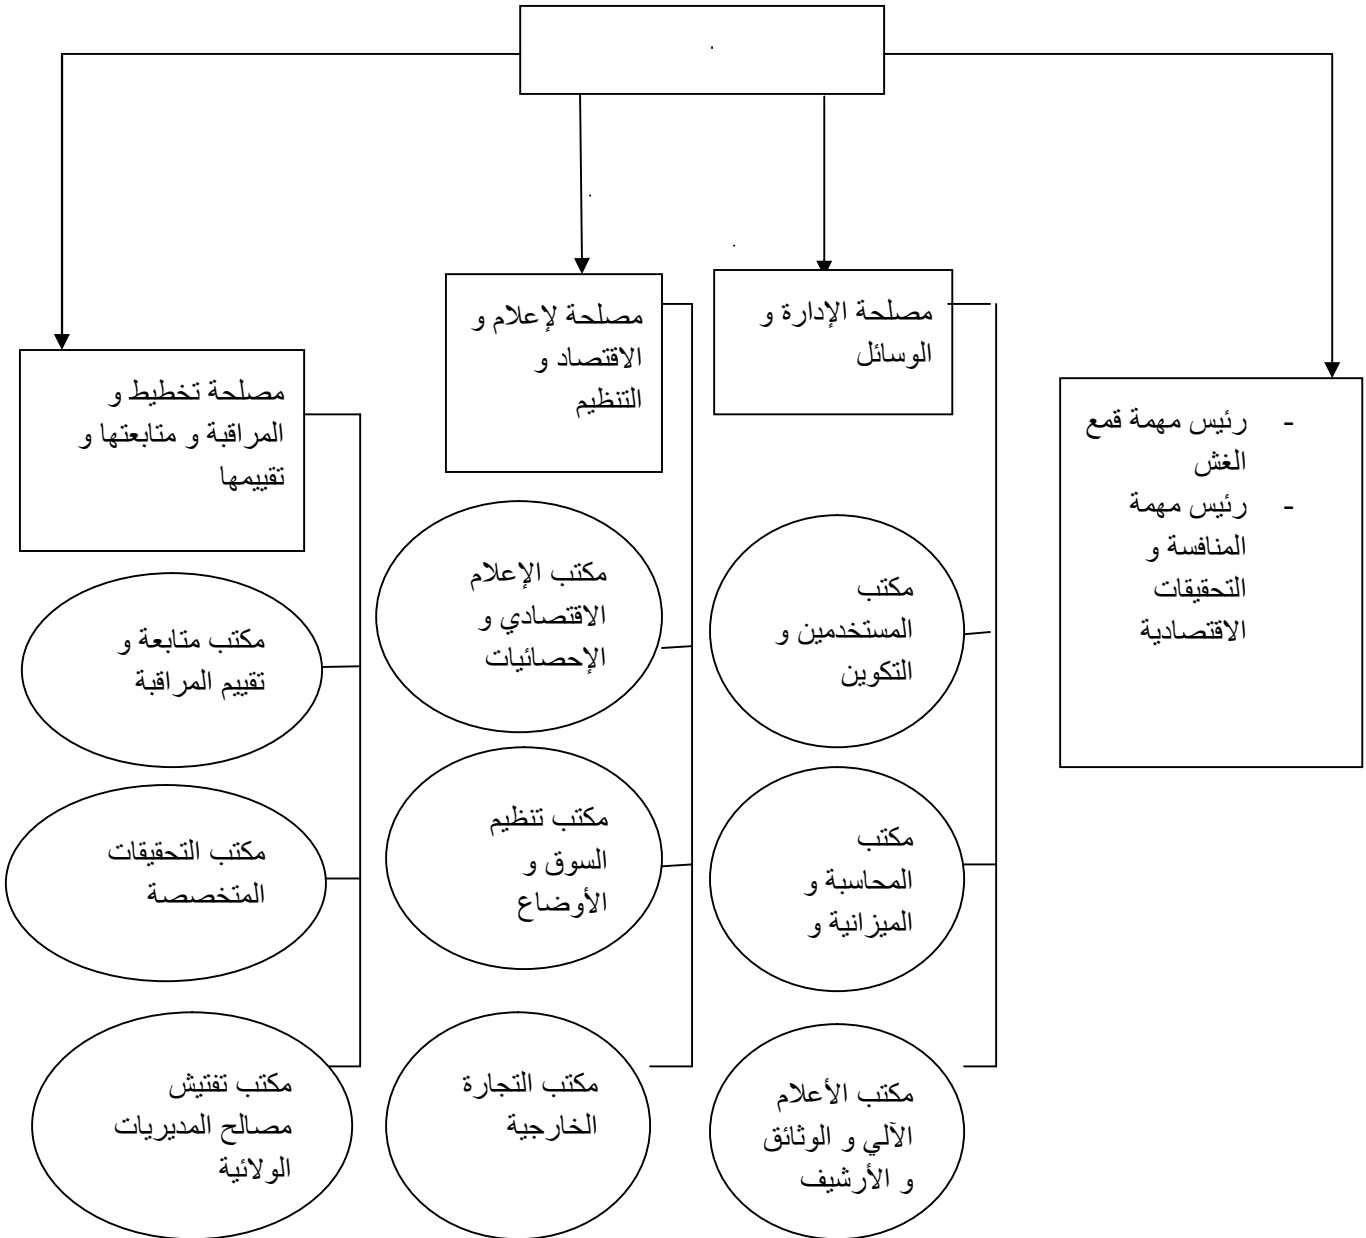 مصلحة الإدارة و
الوسائل
مصلحة لإعلام و
الاقتصاد و
التنظيم
مصلحة تخطيط و
المراقبة و متابعتها و
تقييمها
- رئيس مهمة قمع
الغش
- رئيس مهمة
المنافسة و
التحقيقات
الاقتصادية
مكتب
المستخدمين و
التكوين
مكتب الإعلام
الاقتصادي و
الإحصائيات
مكتب متابعة و
تقييم المراقبة
مكتب
المحاسبة و
الميزانية و
مكتب تنظيم
السوق و
الأوضاع
مكتب التحقيقات
المتخصصة
مكتب الأعلام
الآلي و الوثائق
و الأرشيف
مكتب التجارة
الخارجية
مكتب تفتيش
مصالح المديريات
الولائية